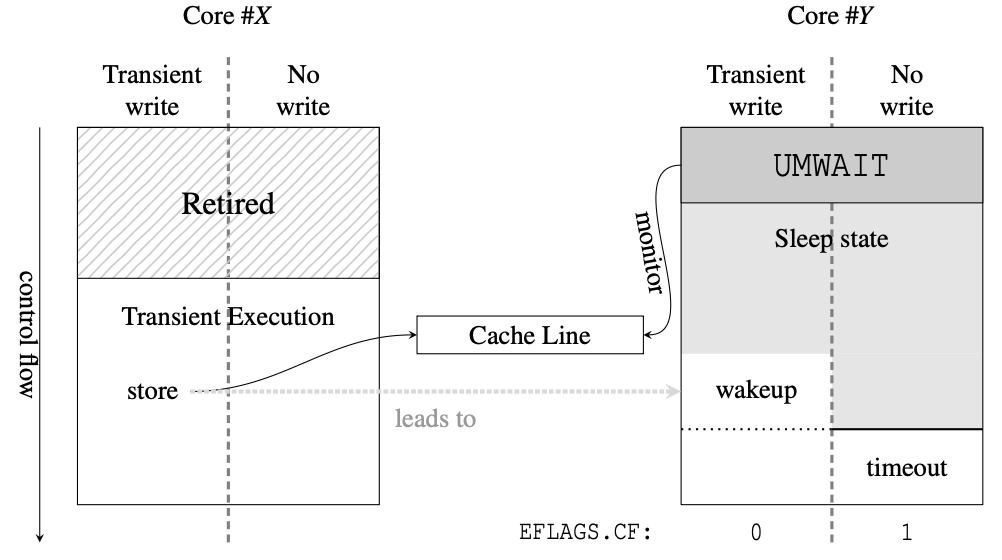 Core #X
Core #Y
Transient
write
No
write
Transient
write
No
write
Retired
UMWAIT
Sleep state
monitor
control flow
Transient Execution
Cache Line
store
wakeup
leads to
timeout
EFLAGS.CF:
0
1